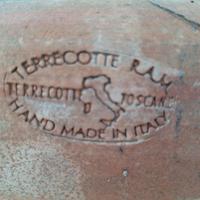 TERRECOTTE R.A.M.
TERRECOTTE TOSCANE
HAND MADE IN ITALY